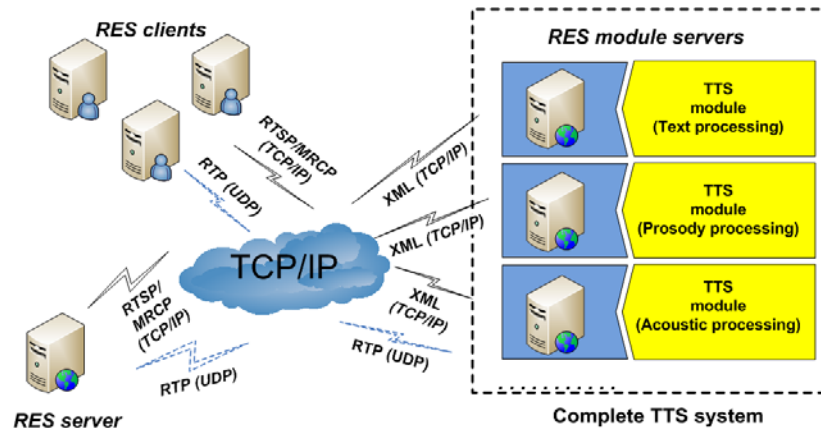 RES clients
RES module servers
TTS
module
(Text processing)
RTSP/MRCP
(TCP/IP)
RTP (UDP)
XML (TCP/IP)
TTS
module
(Prosody processing)
XML (TCP/IP)
TCP/IP
TTS
module
(Acoustic processing)
XML
(TCP/IP)
RTSP/
MRCP
(TCP/IP)
RTP (UDP)
RTP (UDP)
RES server
Complete TTS system